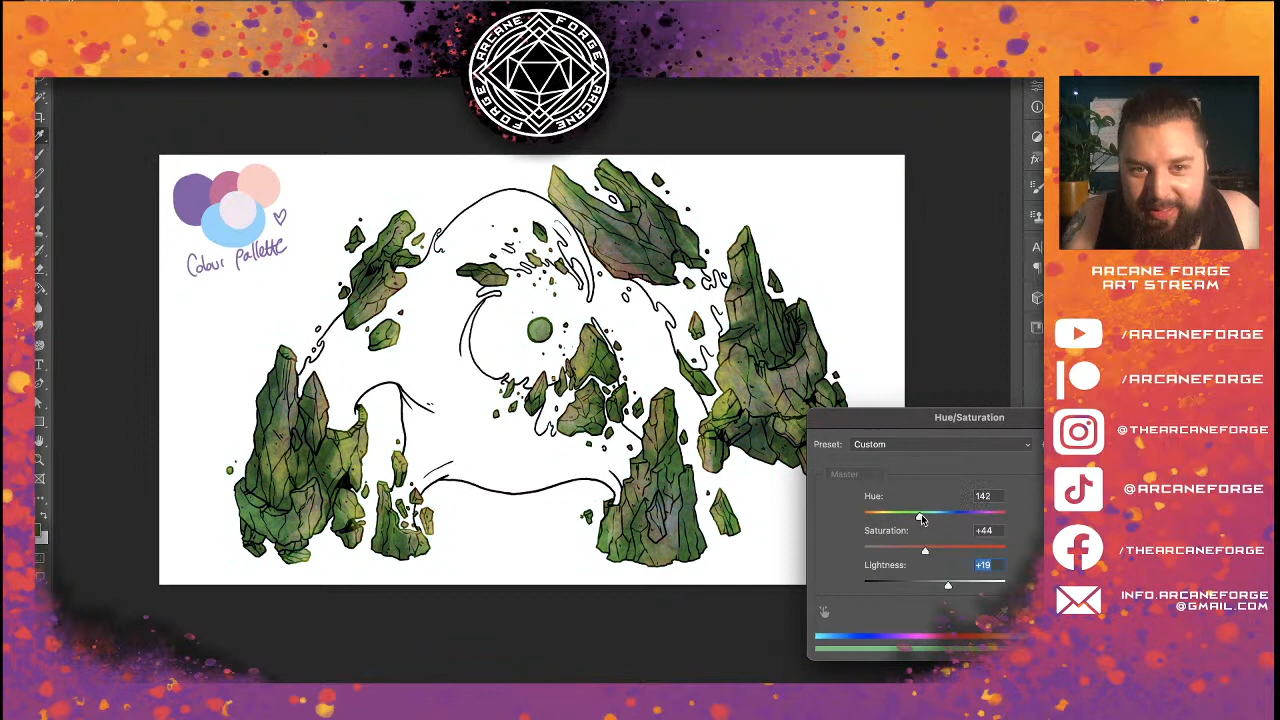 ARCANE FORGE
ARCANE FORGE
Colour pallette
Hue/Saturation
Preset: Custom
Master
Hue: 142
Saturation: +44
Lightness: +19
ARCANE FORGE
ART STREAM
/ARCANEFORGE
/ARCANEFORGE
@THEARCANEFORGE
@ARCANEFORGE
/THEARCANEFORGE
INFO.ARCANEFORGE
@GMAIL.COM